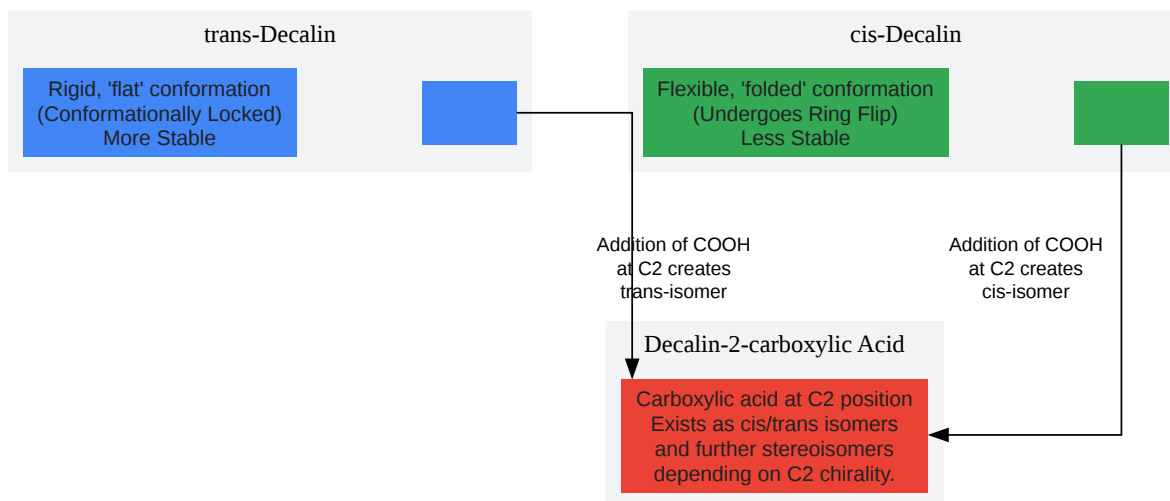 trans-Decalin
Rigid, 'flat' conformation
(Conformationally Locked)
More Stable
cis-Decalin
Flexible, 'folded' conformation
(Undergoes Ring Flip)
Less Stable
Addition of COOH
at C2 creates
trans-isomer
Addition of COOH
at C2 creates
cis-isomer
Decalin-2-carboxylic Acid
Carboxylic acid at C2 position
Exists as cis/trans isomers
and further stereoisomers
depending on C2 chirality.